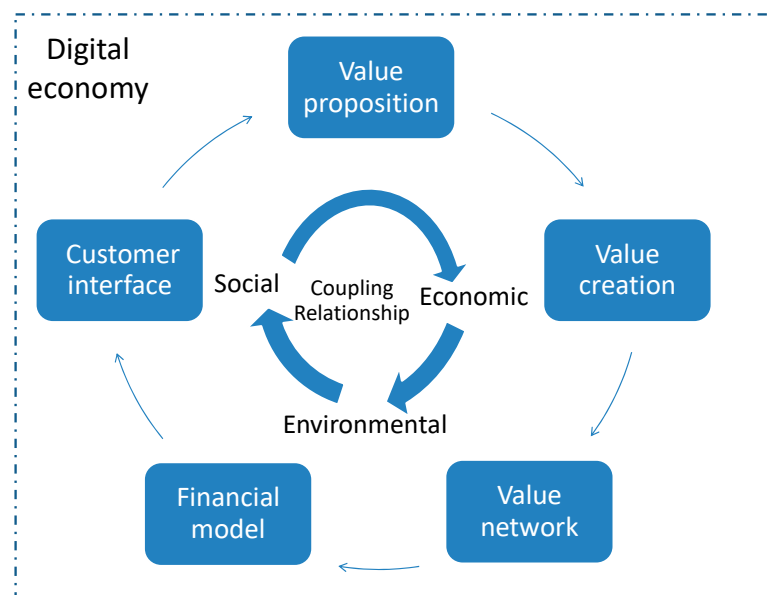 Digital
economy
Value
proposition
Customer
interface
Value
creation
Social
Coupling
Relationship
Economic
Environmental
Financial
model
Value
network